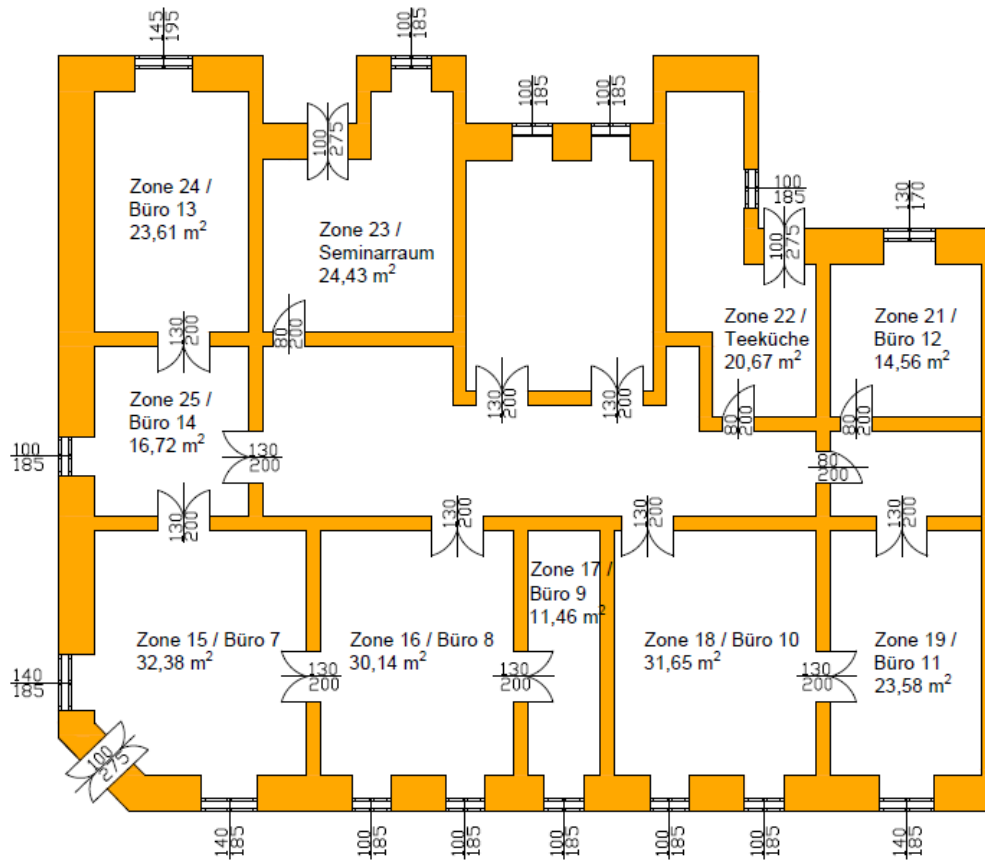 145
195
100
185
100
185
100
185
100
275
Zone 24 /
Büro 13
23,61 m²
Zone 23 /
Seminarraum
24,43 m²
100
185
130
170
100
275
Zone 22 /
Teeküche
20,67 m²
Zone 21 /
Büro 12
14,56 m²
130
200
80
200
130
200
130
200
80
200
80
200
Zone 25 /
Büro 14
16,72 m²
100
185
130
200
80
200
130
200
130
200
130
200
130
200
Zone 17 /
Büro 9
11,46 m²
Zone 15 / Büro 7
32,38 m²
Zone 16 / Büro 8
30,14 m²
Zone 18 / Büro 10
31,65 m²
Zone 19 /
Büro 11
23,58 m²
140
185
130
200
130
200
130
200
100
275
140
185
100
185
100
185
100
185
100
185
100
185
140
185